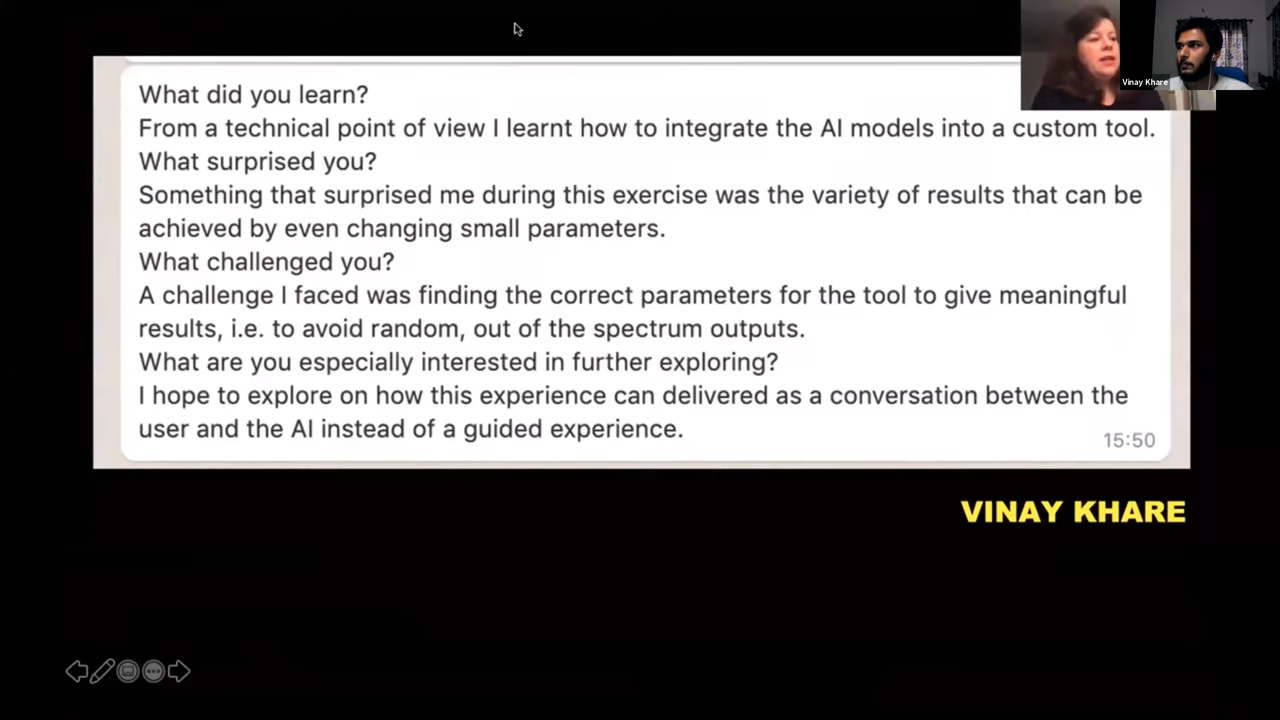 Vinay Khare
What did you learn?
From a technical point of view I learnt how to integrate the AI models into a custom tool.
What surprised you?
Something that surprised me during this exercise was the variety of results that can be
achieved by even changing small parameters.
What challenged you?
A challenge I faced was finding the correct parameters for the tool to give meaningful
results, i.e. to avoid random, out of the spectrum outputs.
What are you especially interested in further exploring?
I hope to explore on how this experience can delivered as a conversation between the
user and the AI instead of a guided experience.
15:50
VINAY KHARE